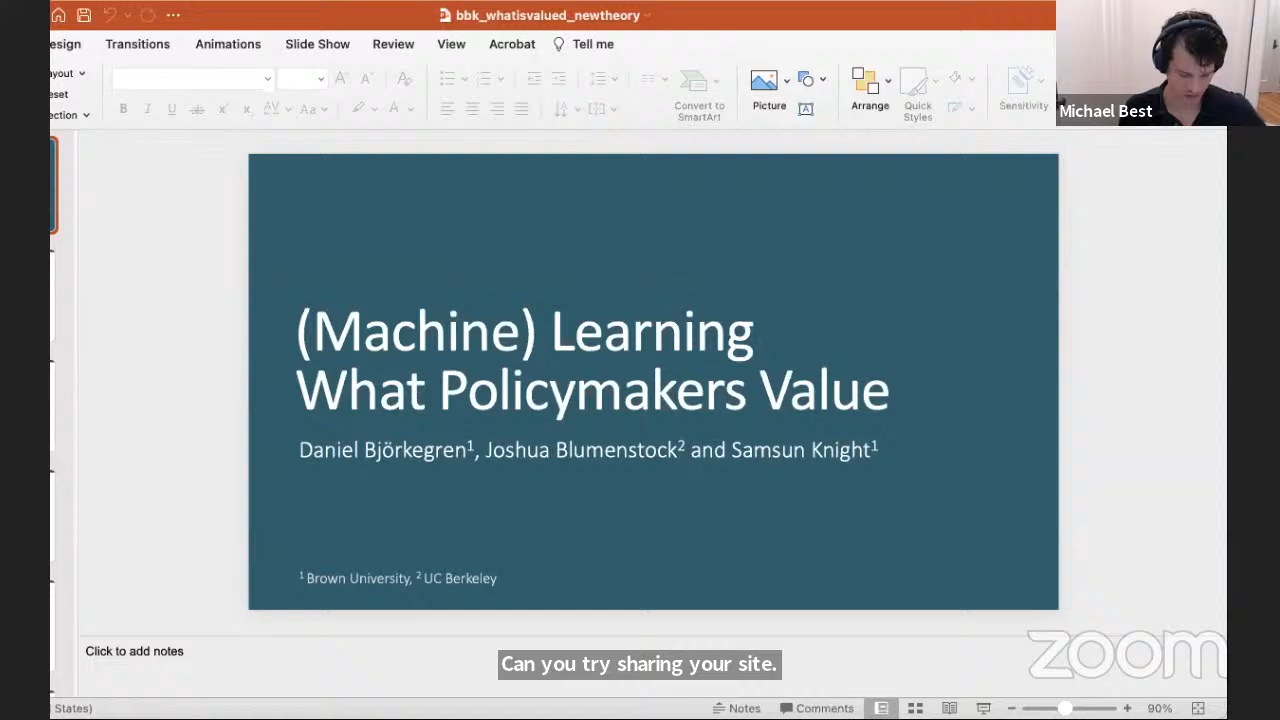 bbk_whatisvalued_newtheory
esign Transitions Animations Slide Show Review View Acrobat Tell me
ayout
eset
ection
Convert to
SmartArt
Picture
Arrange
Quick
Styles
Sensitivity
Michael Best
(Machine) Learning
What Policymakers Value
Daniel Björkegren¹, Joshua Blumenstock² and Samsun Knight¹
¹ Brown University, ² UC Berkeley
Click to add notes
Can you try sharing your site.
zoom
States)
Notes Comments 90%